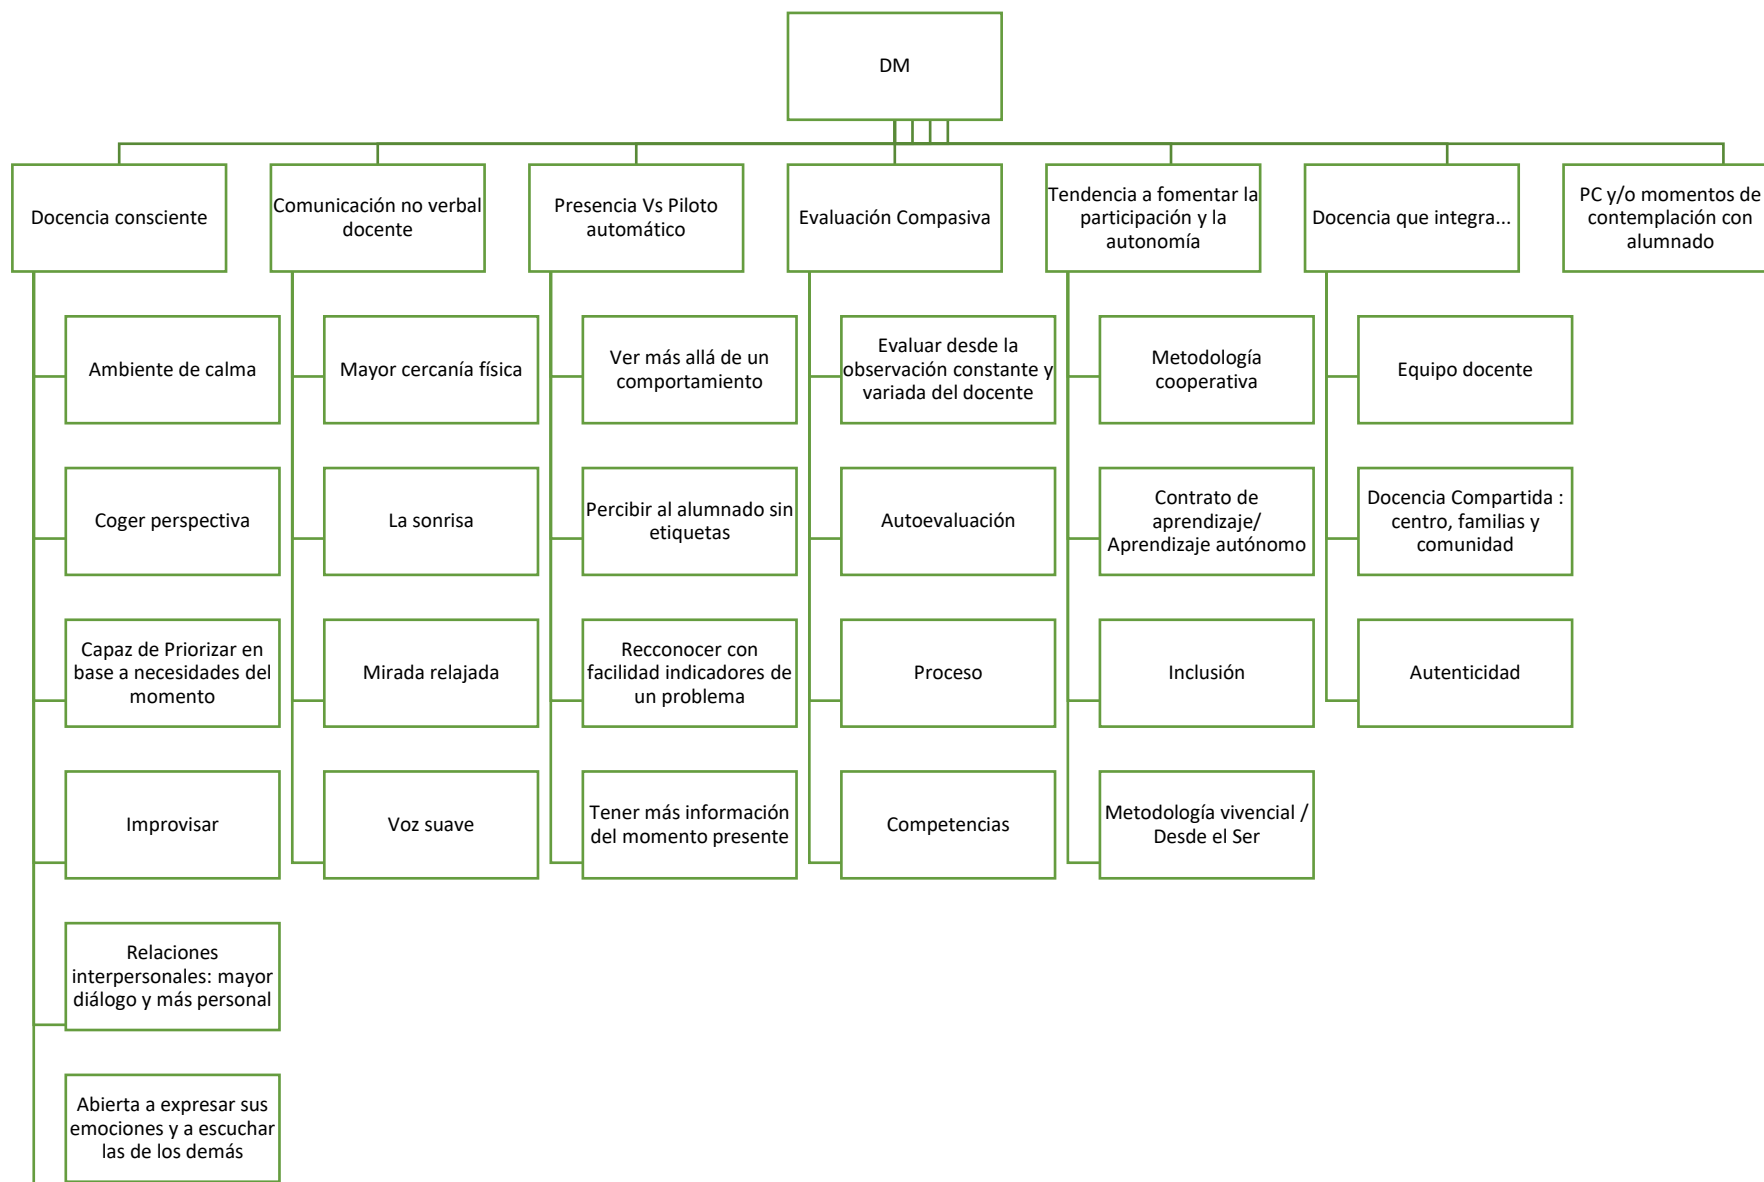 DM
Docencia consciente
Comunicación no verbal
docente
Presencia Vs Piloto
automático
Evaluación Compasiva
Tendencia a fomentar la
participación y la
autonomía
Docencia que integra...
PC y/o momentos de
contemplación con
alumnado
Ambiente de calma
Coger perspectiva
Capaz de Priorizar en
base a necesidades del
momento
Improvisar
Relaciones
interpersonales: mayor
diálogo y más personal
Abierta a expresar sus
emociones y a escuchar
las de los demás
Mayor cercanía física
La sonrisa
Mirada relajada
Voz suave
Ver más allá de un
comportamiento
Percibir al alumnado sin
etiquetas
Recconocer con
facilidad indicadores de
un problema
Tener más información
del momento presente
Evaluar desde la
observación constante y
variada del docente
Autoevaluación
Proceso
Competencias
Metodología
cooperativa
Contrato de
aprendizaje/
Aprendizaje autónomo
Inclusión
Metodología vivencial /
Desde el Ser
Equipo docente
Docencia Compartida :
centro, familias y
comunidad
Autenticidad